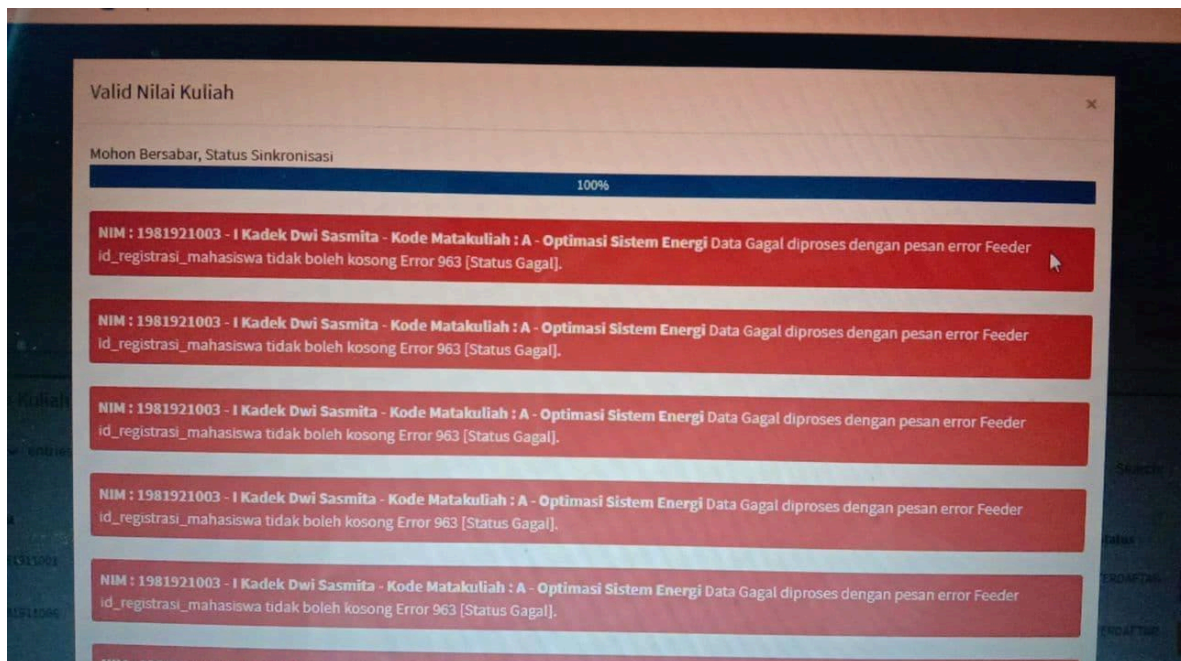 Valid Nilai Kuliah
×
Mohon Bersabar, Status Sinkronisasi
100%
NIM : 1981921003 - I Kadek Dwi Sasmita - Kode Matakuliah : A - Optimasi Sistem Energi Data Gagal diproses dengan pesan error Feeder
id_registrasi_mahasiswa tidak boleh kosong Error 963 [Status Gagal].
NIM : 1981921003 - I Kadek Dwi Sasmita - Kode Matakuliah : A - Optimasi Sistem Energi Data Gagal diproses dengan pesan error Feeder
id_registrasi_mahasiswa tidak boleh kosong Error 963 [Status Gagal].
NIM : 1981921003 - I Kadek Dwi Sasmita - Kode Matakuliah : A - Optimasi Sistem Energi Data Gagal diproses dengan pesan error Feeder
id_registrasi_mahasiswa tidak boleh kosong Error 963 [Status Gagal].
NIM : 1981921003 - I Kadek Dwi Sasmita - Kode Matakuliah : A - Optimasi Sistem Energi Data Gagal diproses dengan pesan error Feeder
id_registrasi_mahasiswa tidak boleh kosong Error 963 [Status Gagal].
NIM : 1981921003 - I Kadek Dwi Sasmita - Kode Matakuliah : A - Optimasi Sistem Energi Data Gagal diproses dengan pesan error Feeder
id_registrasi_mahasiswa tidak boleh kosong Error 963 [Status Gagal].
Kuliah
entries
Search